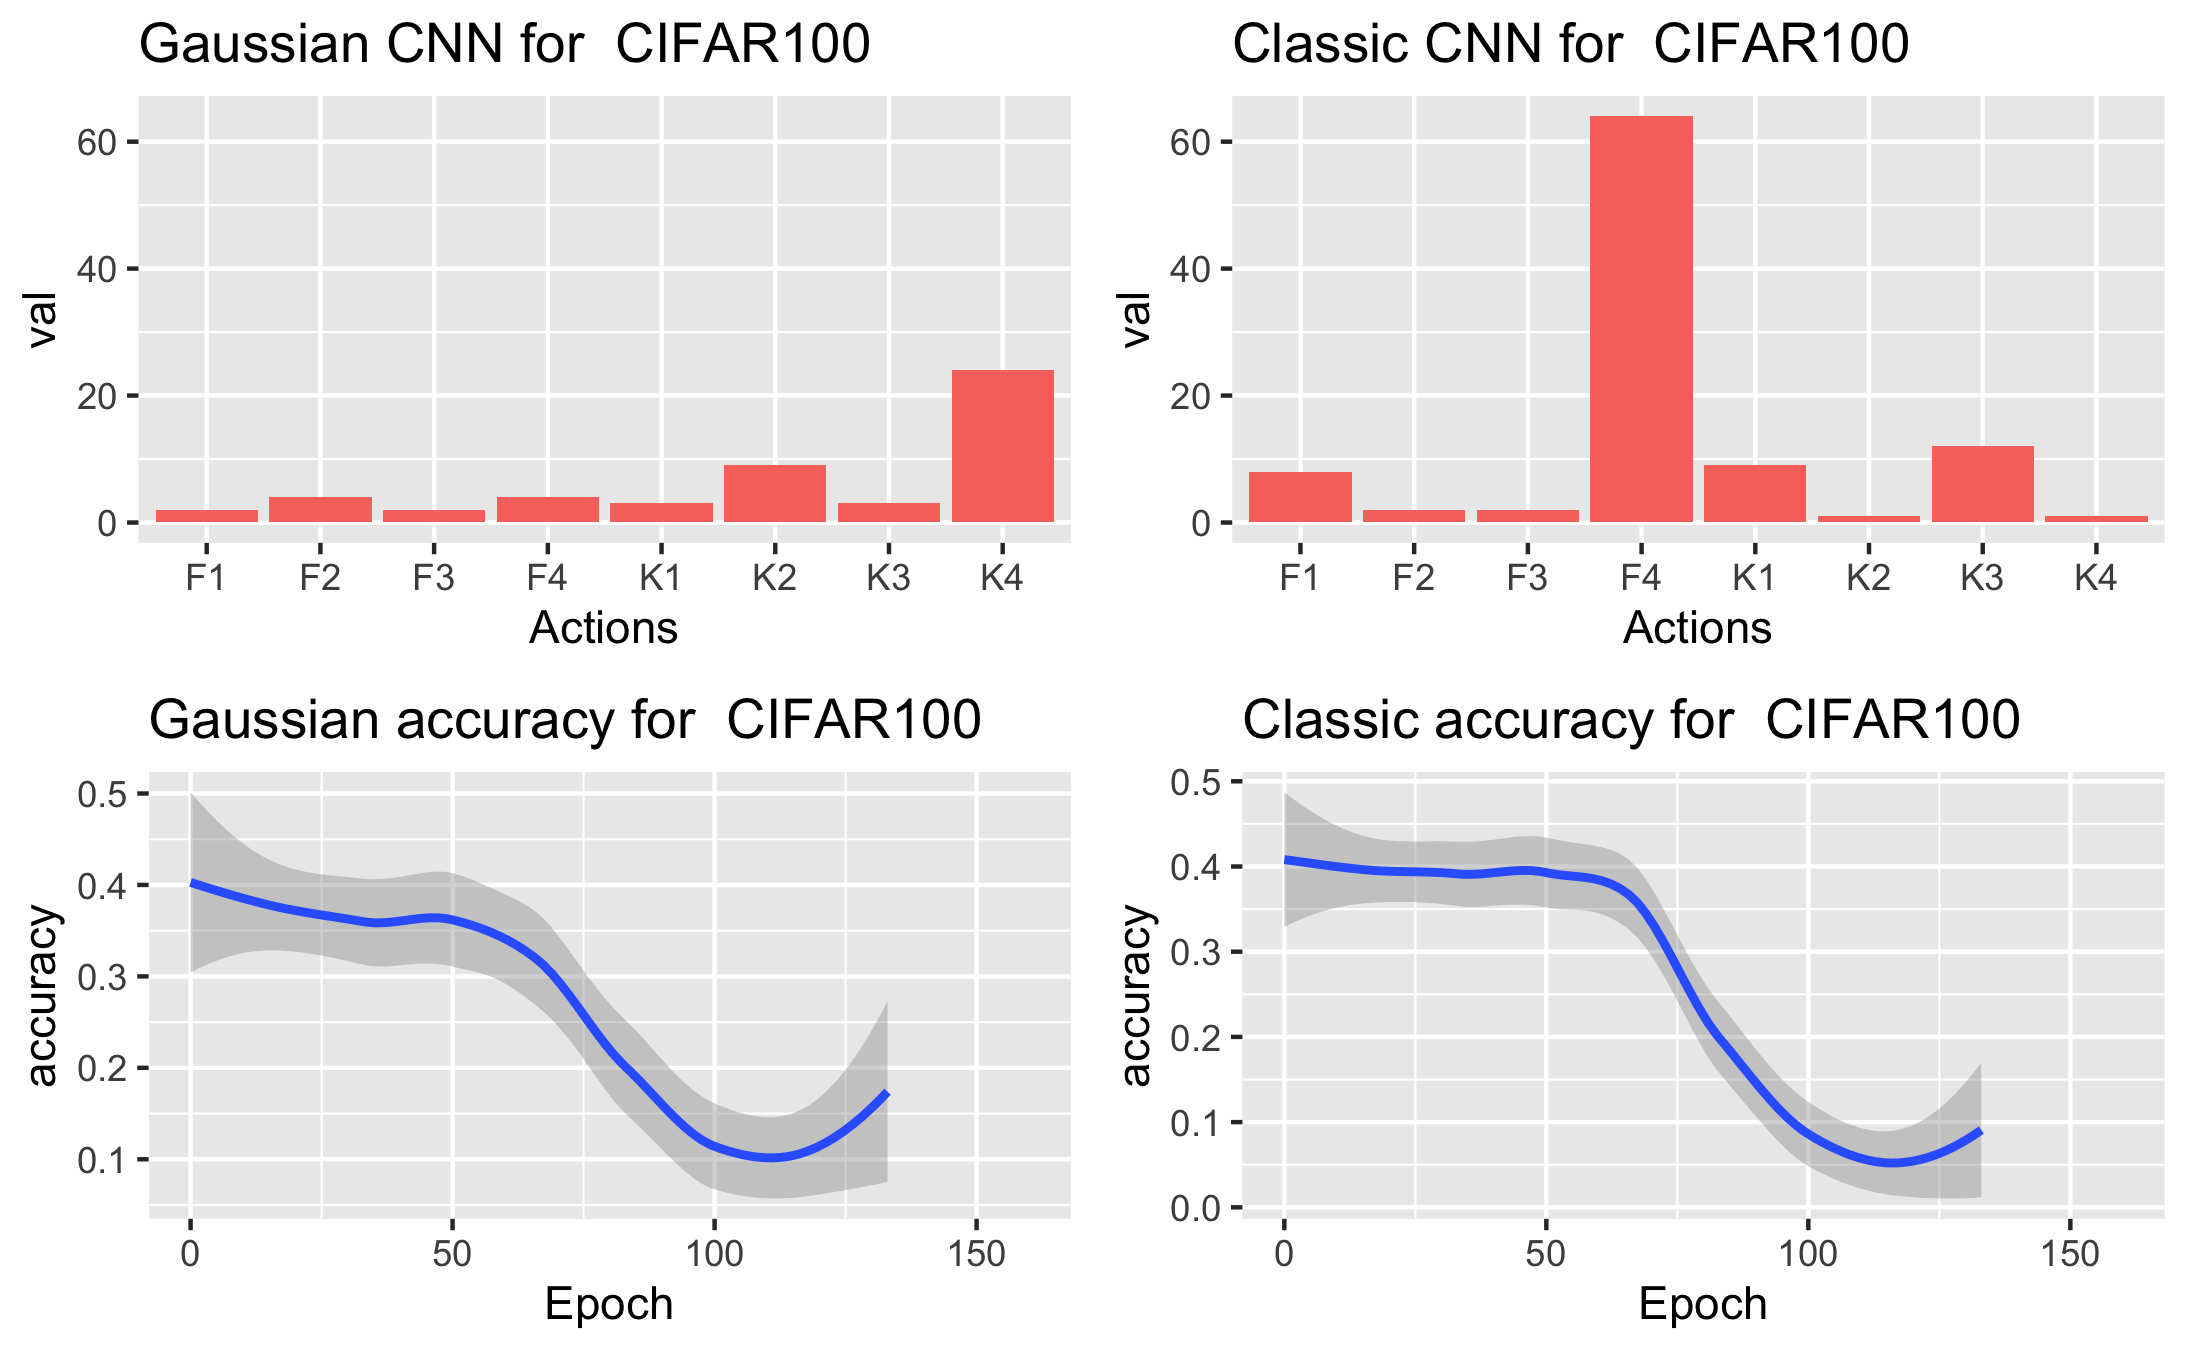 Gaussian CNN for  CIFAR100
60
40
20
0
val
F1 F2 F3 F4 K1 K2 K3 K4
Actions
Classic CNN for  CIFAR100
60
40
20
0
val
F1 F2 F3 F4 K1 K2 K3 K4
Actions
Gaussian accuracy for  CIFAR100
0.5
0.4
0.3
0.2
0.1
accuracy
0 50 100 150
Epoch
Classic accuracy for  CIFAR100
0.5
0.4
0.3
0.2
0.1
0.0
accuracy
0 50 100 150
Epoch